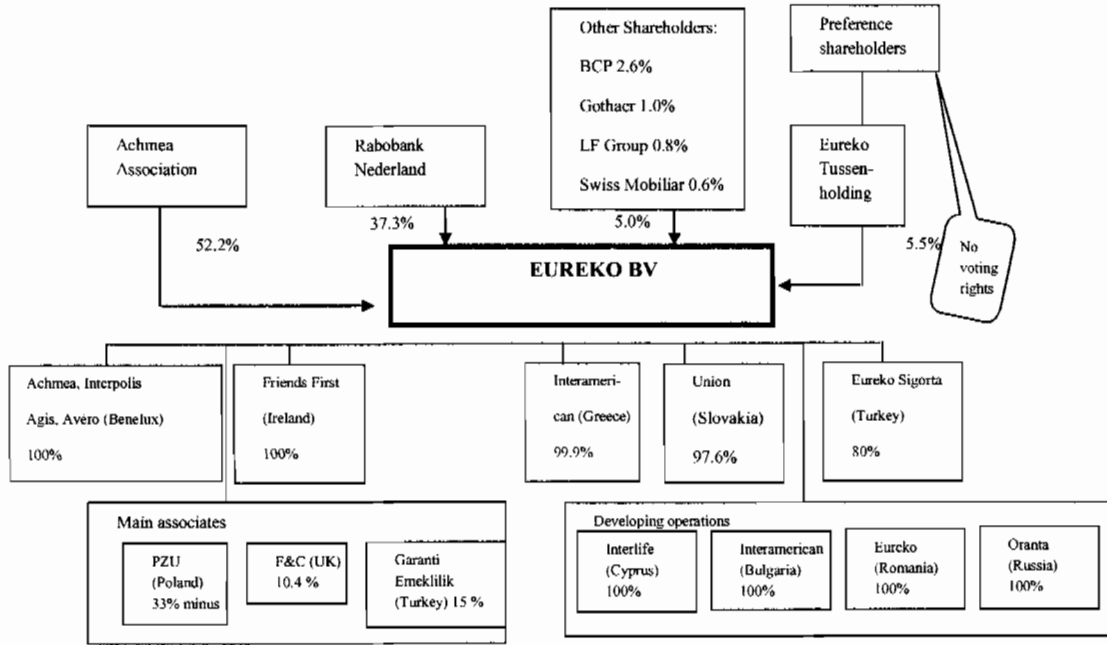 Other Shareholders:
BCP 2.6%
Gothaer 1.0%
LF Group 0.8%
Swiss Mobiliar 0.6%
Preference
shareholders
Achmea
Association
Rabobank
Nederland
Eureko
Tussen-
holding
52.2%
37.3%
5.0%
5.5%
No
voting
rights
EUREKO BV
Achmea, Interpolis
Agis, Avero (Benelux)
100%
Friends First
(Ireland)
100%
Interameri-
can (Greece)
99.9%
Union
(Slovakia)
97.6%
Eureko Sigorta
(Turkey)
80%
Main associates
PZU
(Poland)
33% minus
F&C (UK)
10.4 %
Garanti
Emeklilik
(Turkey) 15 %
Developing operations
Interlife
(Cyprus)
100%
Interamerican
(Bulgaria)
100%
Eureko
(Romania)
100%
Oranta
(Russia)
100%